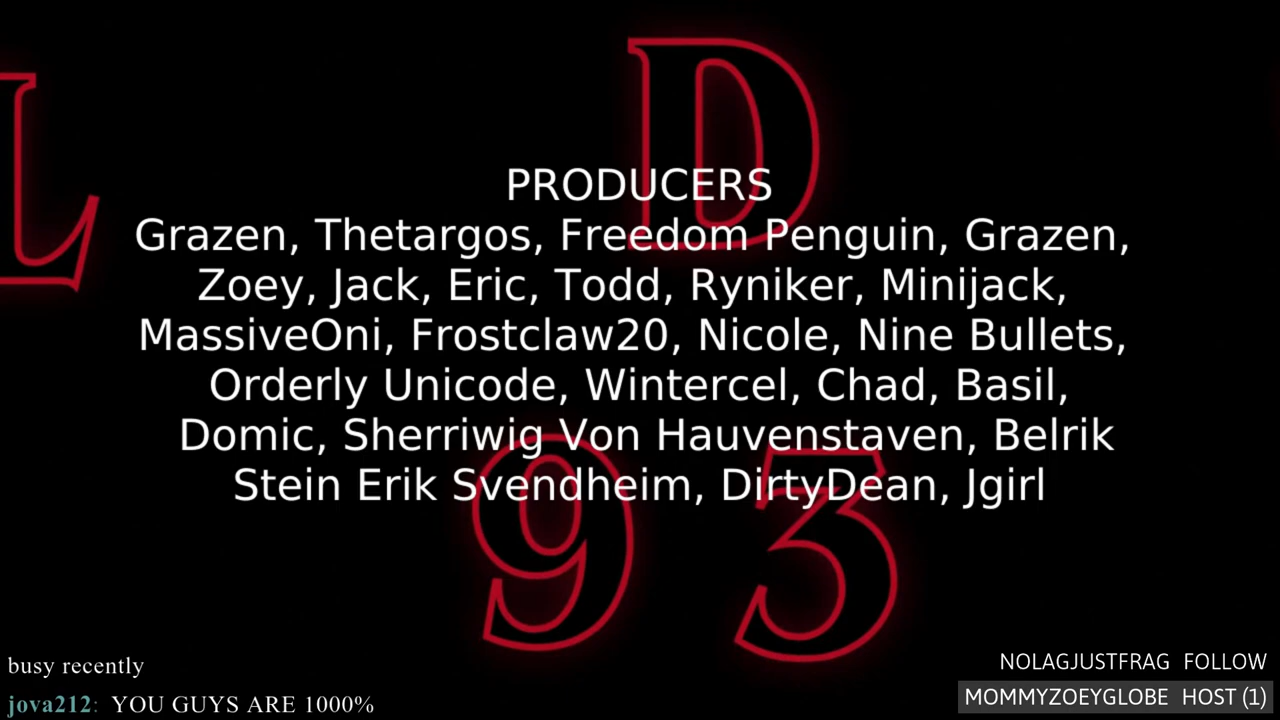 L D
PRODUCERS
Grazen, Thetargos, Freedom Penguin, Grazen,
Zoey, Jack, Eric, Todd, Ryniker, Minijack,
MassiveOni, Frostclaw20, Nicole, Nine Bullets,
Orderly Unicode, Wintercel, Chad, Basil,
Domic, Sherriwig Von Hauvenstaven, Belrik
Stein Erik Svendheim, DirtyDean, Jgirl
9 3
busy recently
jova212: YOU GUYS ARE 1000%
NOLAGJUSTFRAG FOLLOW
MOMMYZOEYGLOBE HOST (1)